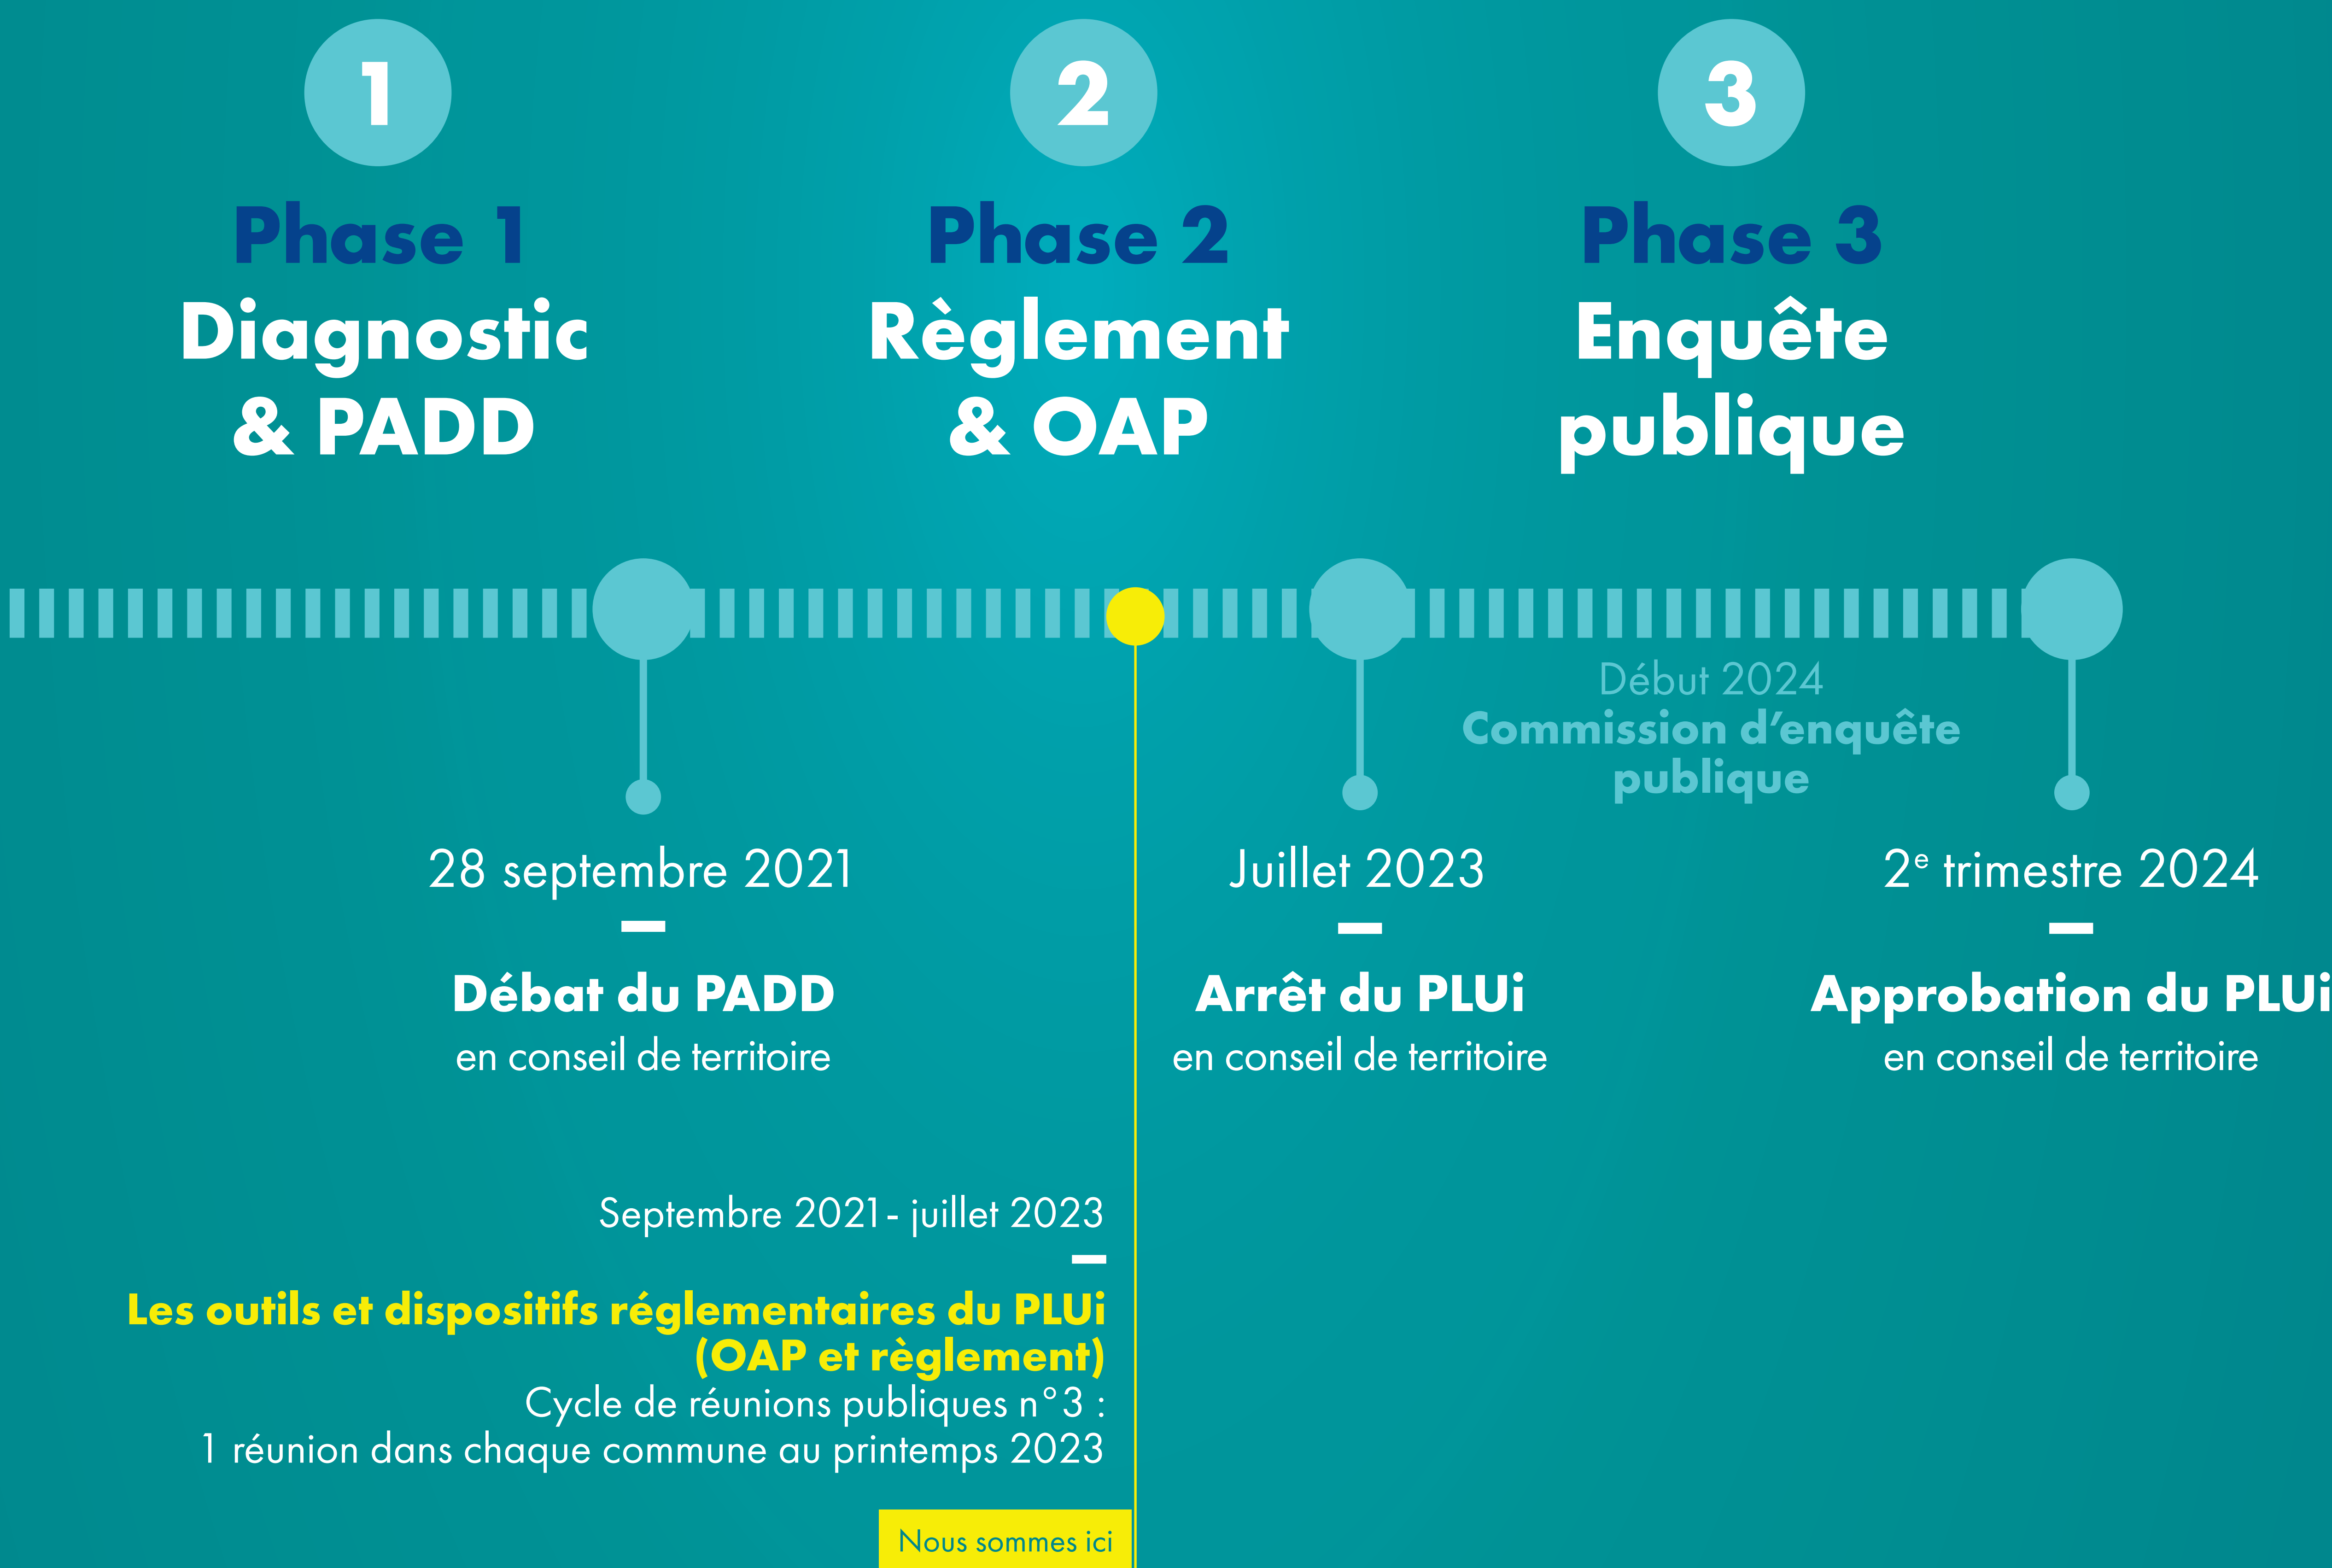 1
Phase 1
Diagnostic
& PADD
2
Phase 2
Règlement
& OAP
3
Phase 3
Enquête
publique
28 septembre 2021
Débat du PADD
en conseil de territoire
Juillet 2023
Arrêt du PLUi
en conseil de territoire
Début 2024
Commission d’enquête
publique
2e trimestre 2024
Approbation du PLUi
en conseil de territoire
Septembre 2021- juillet 2023
Les outils et dispositifs réglementaires du PLUi
(OAP et règlement)
Cycle de réunions publiques n°3 :
1 réunion dans chaque commune au printemps 2023
Nous sommes ici